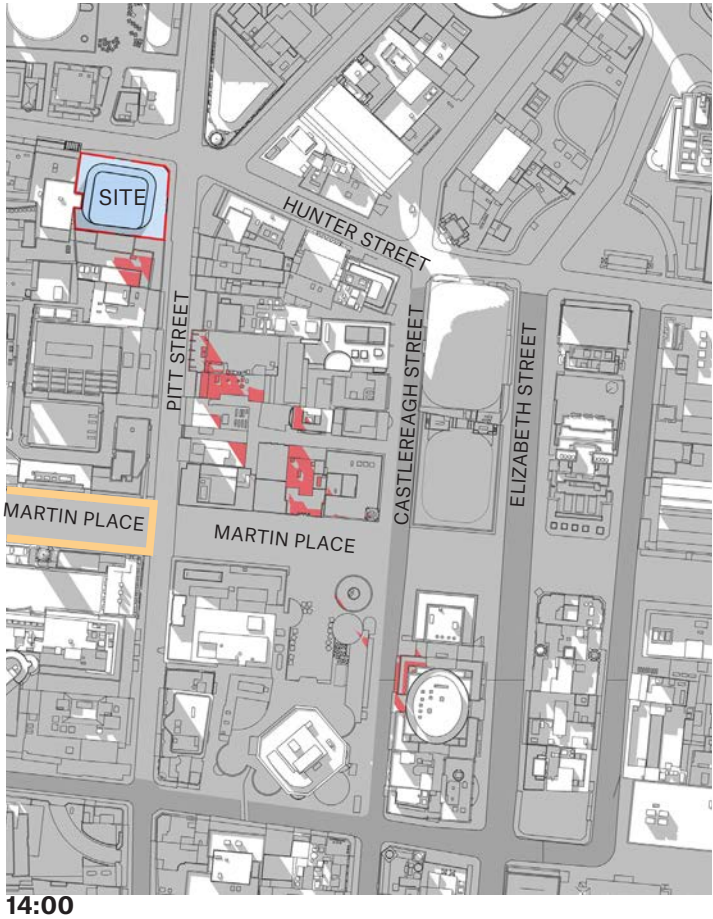 SITE
HUNTER STREET
PITT STREET
CASTLEREAGH STREET
ELIZABETH STREET
MARTIN PLACE
MARTIN PLACE
14:00